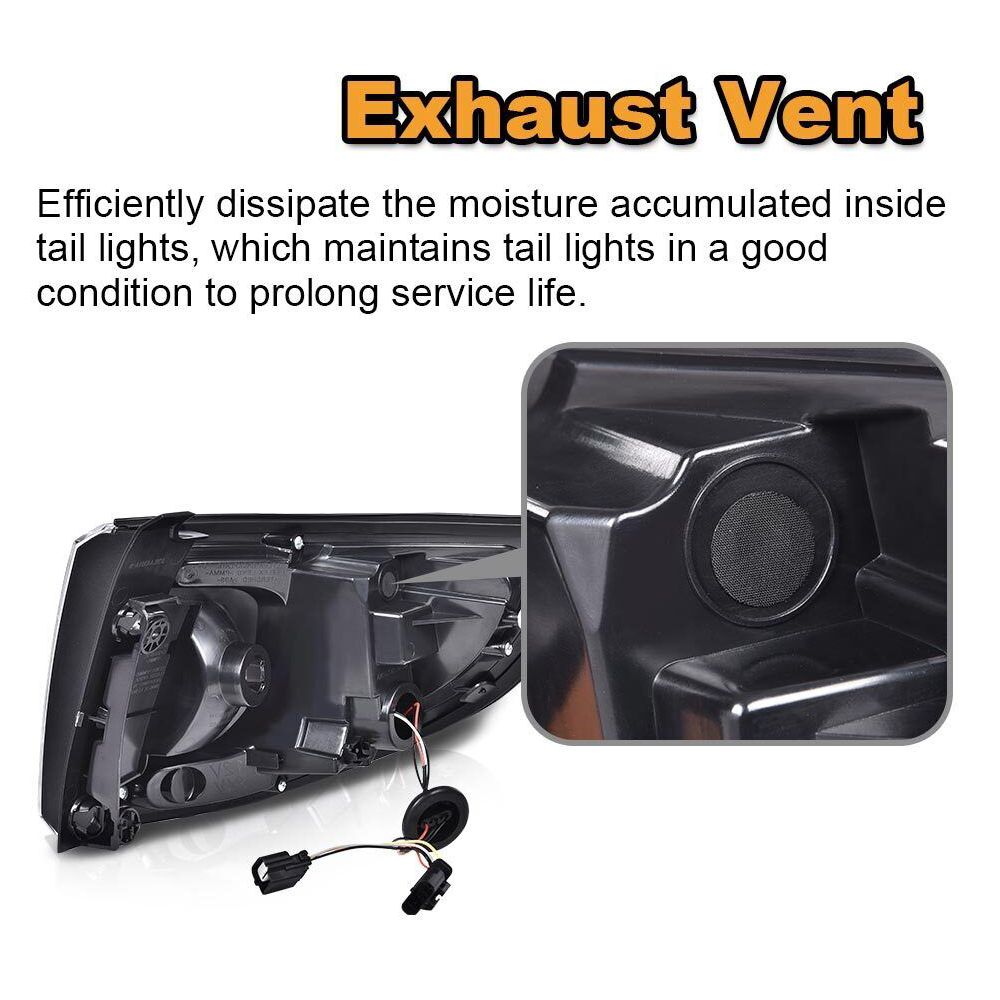 Exhaust Vent
Efficiently dissipate the moisture accumulated inside
tail lights, which maintains tail lights in a good
condition to prolong service life.